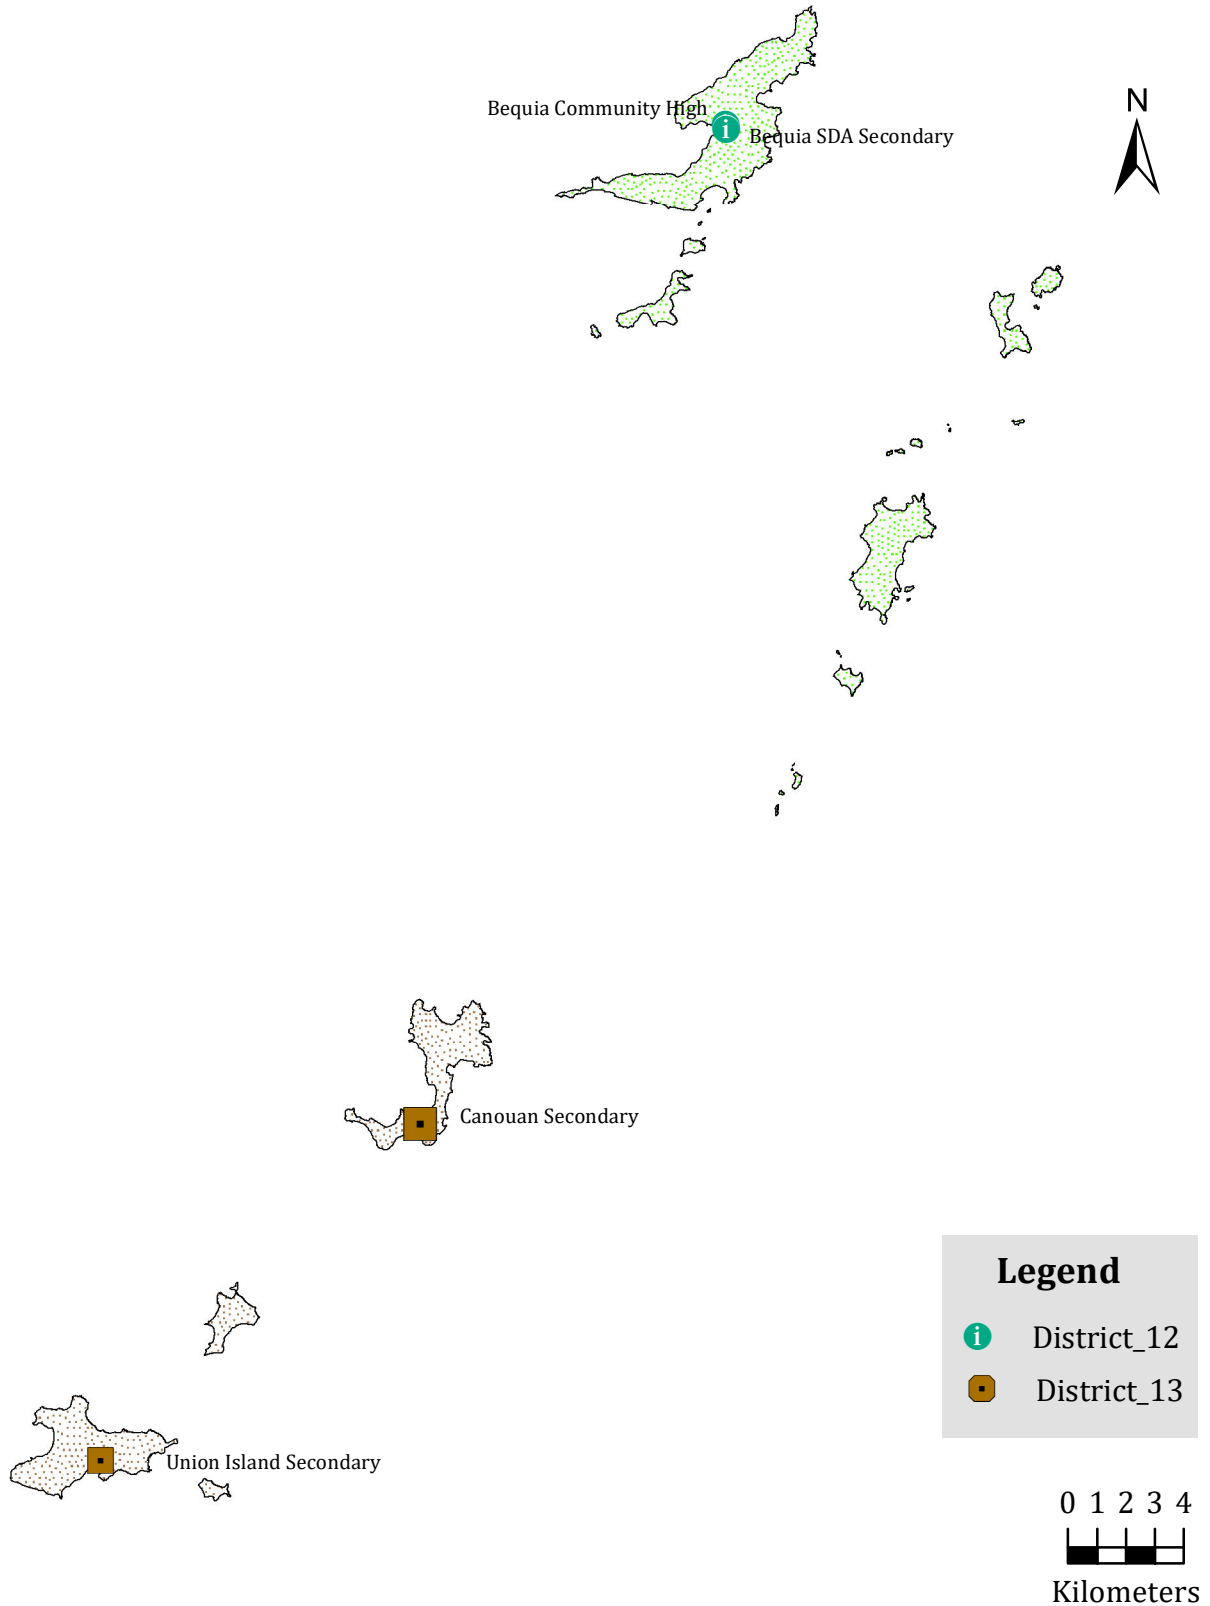 Bequia Community High
i
Bequia SDA Secondary
N
Canouan Secondary
Union Island Secondary
Legend
i District_12
District_13
0 1 2 3 4
Kilometers